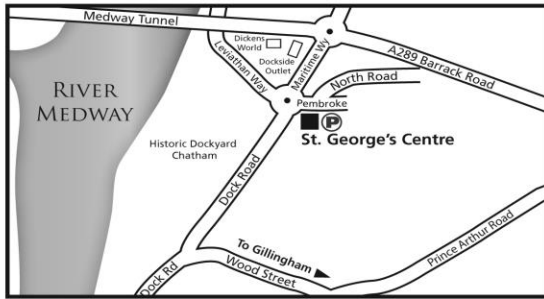 Medway Tunnel
Dickens
World
Dockside
Outlet
Leviathan Way
Maritime Wy
A289 Barrack Road
North Road
Pembroke
P
St. George's Centre
RIVER
MEDWAY
Historic Dockyard
Chatham
Dock Road
To Gillingham
Wood Street
Dock Rd
Prince Arthur Road